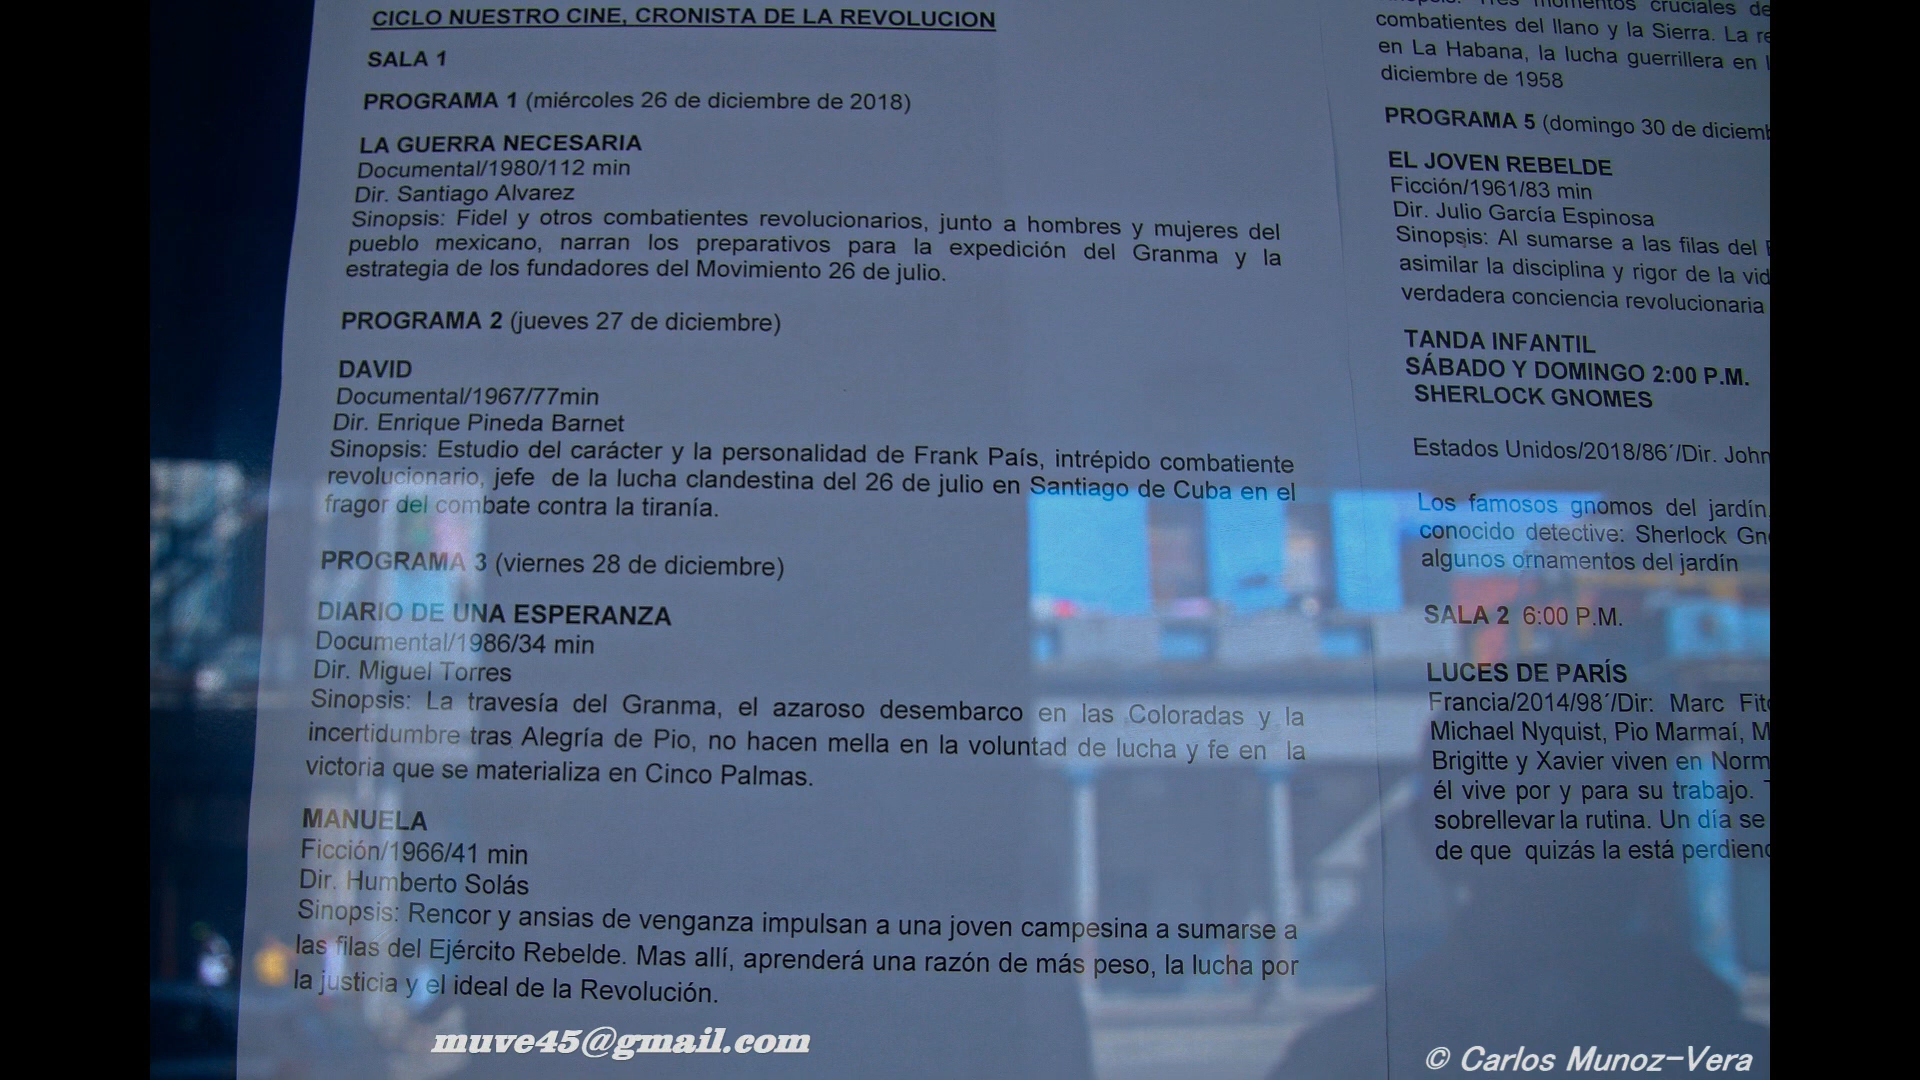 CICLO NUESTRO CINE, CRONISTA DE LA REVOLUCION
SALA 1
PROGRAMA 1 (miércoles 26 de diciembre de 2018)
LA GUERRA NECESARIA
Documental/1980/112 min
Dir. Santiago Alvarez
Sinopsis: Fidel y otros combatientes revolucionarios, junto a hombres y mujeres del
pueblo mexicano, narran los preparativos para la expedición del Granma y la
estrategia de los fundadores del Movimiento 26 de julio.
PROGRAMA 2 (jueves 27 de diciembre)
DAVID
Documental/1967/77min
Dir. Enrique Pineda Barnet
Sinopsis: Estudio del carácter y la personalidad de Frank País, intrépido combatiente
revolucionario, jefe de la lucha clandestina del 26 de julio en Santiago de Cuba en el
fragor del combate contra la tiranía.
PROGRAMA 3 (viernes 28 de diciembre)
DIARIO DE UNA ESPERANZA
Documental/1986/34 min
Dir. Miguel Torres
Sinopsis: La travesía del Granma, el azaroso desembarco en las Coloradas y la
incertidumbre tras Alegría de Pio, no hacen mella en la voluntad de lucha y fe en la
victoria que se materializa en Cinco Palmas.
MANUELA
Ficción/1966/41 min
Dir. Humberto Solás
Sinopsis: Rencor y ansias de venganza impulsan a una joven campesina a sumarse a
las filas del Ejército Rebelde. Mas allí, aprenderá una razón de más peso, la lucha por
la justicia y el ideal de la Revolución.
Tres momentos cruciales de
combatientes del llano y la Sierra. La
en La Habana, la lucha guerrillera en
diciembre de 1958
PROGRAMA 5 (domingo 30 de
EL JOVEN REBELDE
Ficción/1961/83 min
Dir. Julio García Espinosa
Sinopsis: Al sumarse a las filas del
asimilar la disciplina y rigor de la
verdadera conciencia revolucionaria
TANDA INFANTIL
SÁBADO Y DOMINGO 2:00 P.M.
SHERLOCK GNOMES
Estados Unidos/2018/86´/Dir. John
Los famosos gnomos del jardín.
conocido detective: Sherlock
algunos ornamentos del jardín
SALA 2 6:00 P.M.
LUCES DE PARÍS
Francia/2014/98´/Dir: Marc
Michael Nyquist, Pio Marmaí,
Brigitte y Xavier viven en
él vive por y para su trabajo.
sobrellevar la rutina. Un día se
de que quizás la está
muve45@gmail.com
© Carlos Munoz-Vera